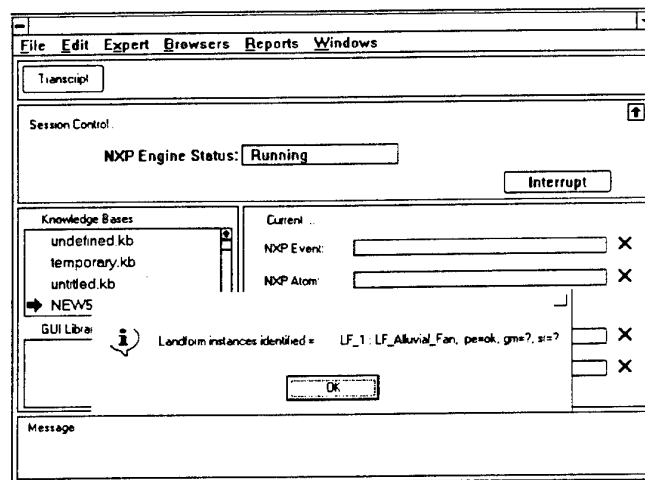 File Edit Expert Browsers Reports Windows
Transcript
Session Control..
NXP Engine Status: Running
Interrupt
Knowledge Bases
undefined.kb
temporary.kb
untitled.kb
NEW5
Current ...
NXP Event:
NXP Atom:
GUI Librar
Landform instances identified = LF_1 : LF_Alluvial_Fan, pe=ok, gm=?, sr=?
OK
Message